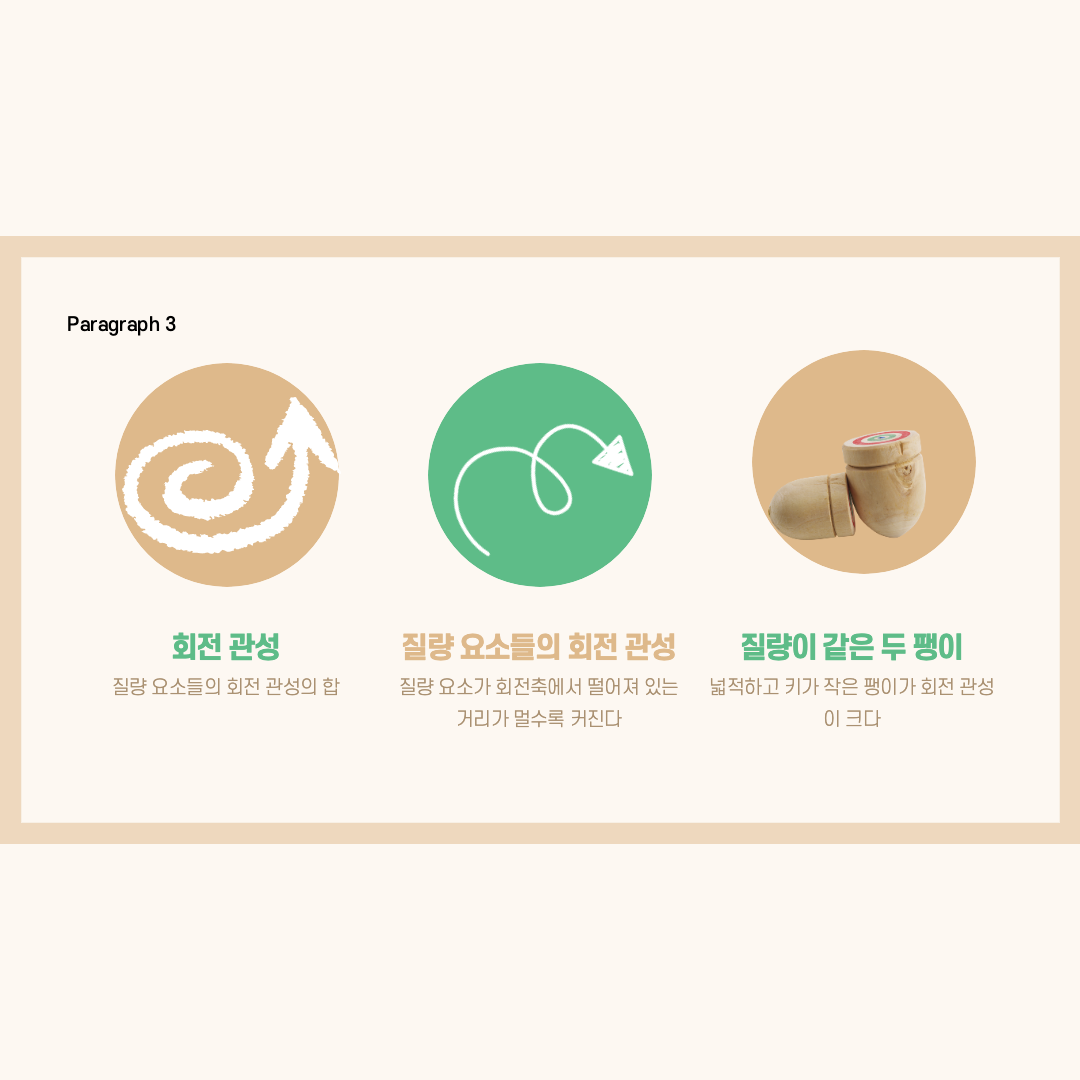 Paragraph 3
회전 관성
질량 요소들의 회전 관성의 합
질량 요소들의 회전 관성
질량 요소가 회전축에서 떨어져 있는
거리가 멀수록 커진다
질량이 같은 두 팽이
넓적하고 키가 작은 팽이가 회전 관성
이 크다